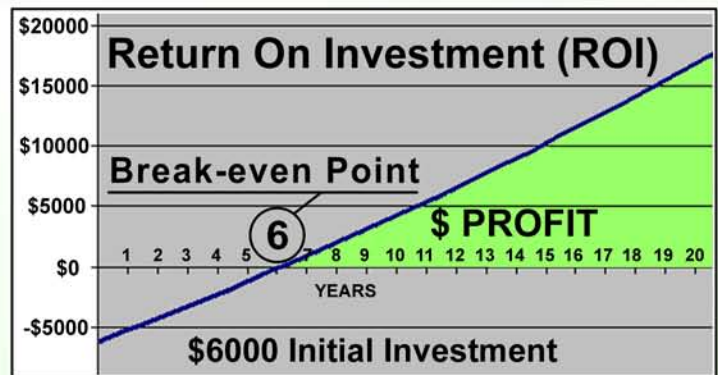 $20000
Return On Investment (ROI)
$15000
$10000
Break-even Point
$5000
$ PROFIT
6
1 2 3 4 5 7 8 9 10 11 12 13 14 15 16 17 18 19 20
$0
YEARS
-$5000
$6000 Initial Investment